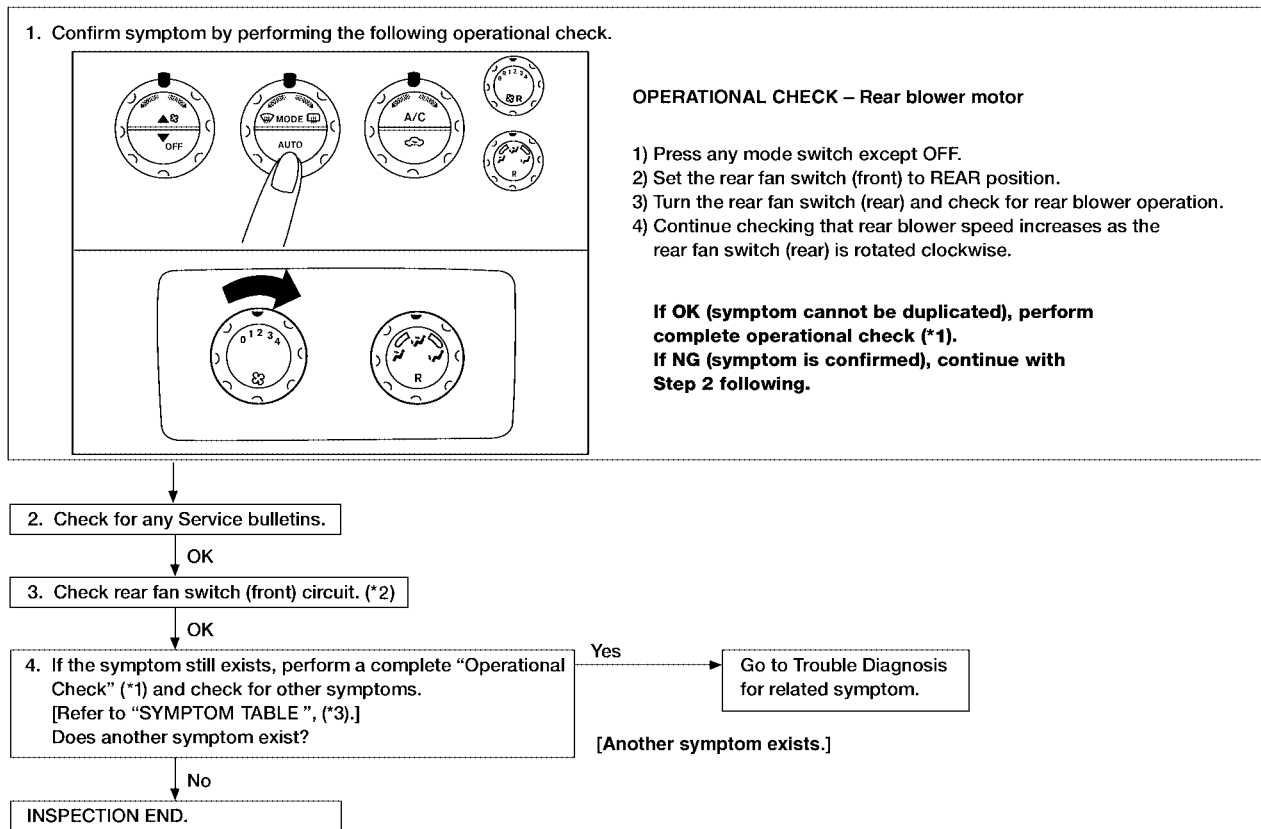 1. Confirm symptom by performing the following operational check.
OFF
MODE
AUTO
A/C
0 1 2 3 4
R
R
0 1 2 3 4
R
OPERATIONAL CHECK – Rear blower motor
1) Press any mode switch except OFF.
2) Set the rear fan switch (front) to REAR position.
3) Turn the rear fan switch (rear) and check for rear blower operation.
4) Continue checking that rear blower speed increases as the
rear fan switch (rear) is rotated clockwise.
If OK (symptom cannot be duplicated), perform
complete operational check (*1).
If NG (symptom is confirmed), continue with
Step 2 following.
2. Check for any Service bulletins.
OK
3. Check rear fan switch (front) circuit. (*2)
OK
4. If the symptom still exists, perform a complete “Operational
Check” (*1) and check for other symptoms.
[Refer to “SYMPTOM TABLE ”, (*3).]
Does another symptom exist?
Yes
Go to Trouble Diagnosis
for related symptom.
[Another symptom exists.]
No
INSPECTION END.